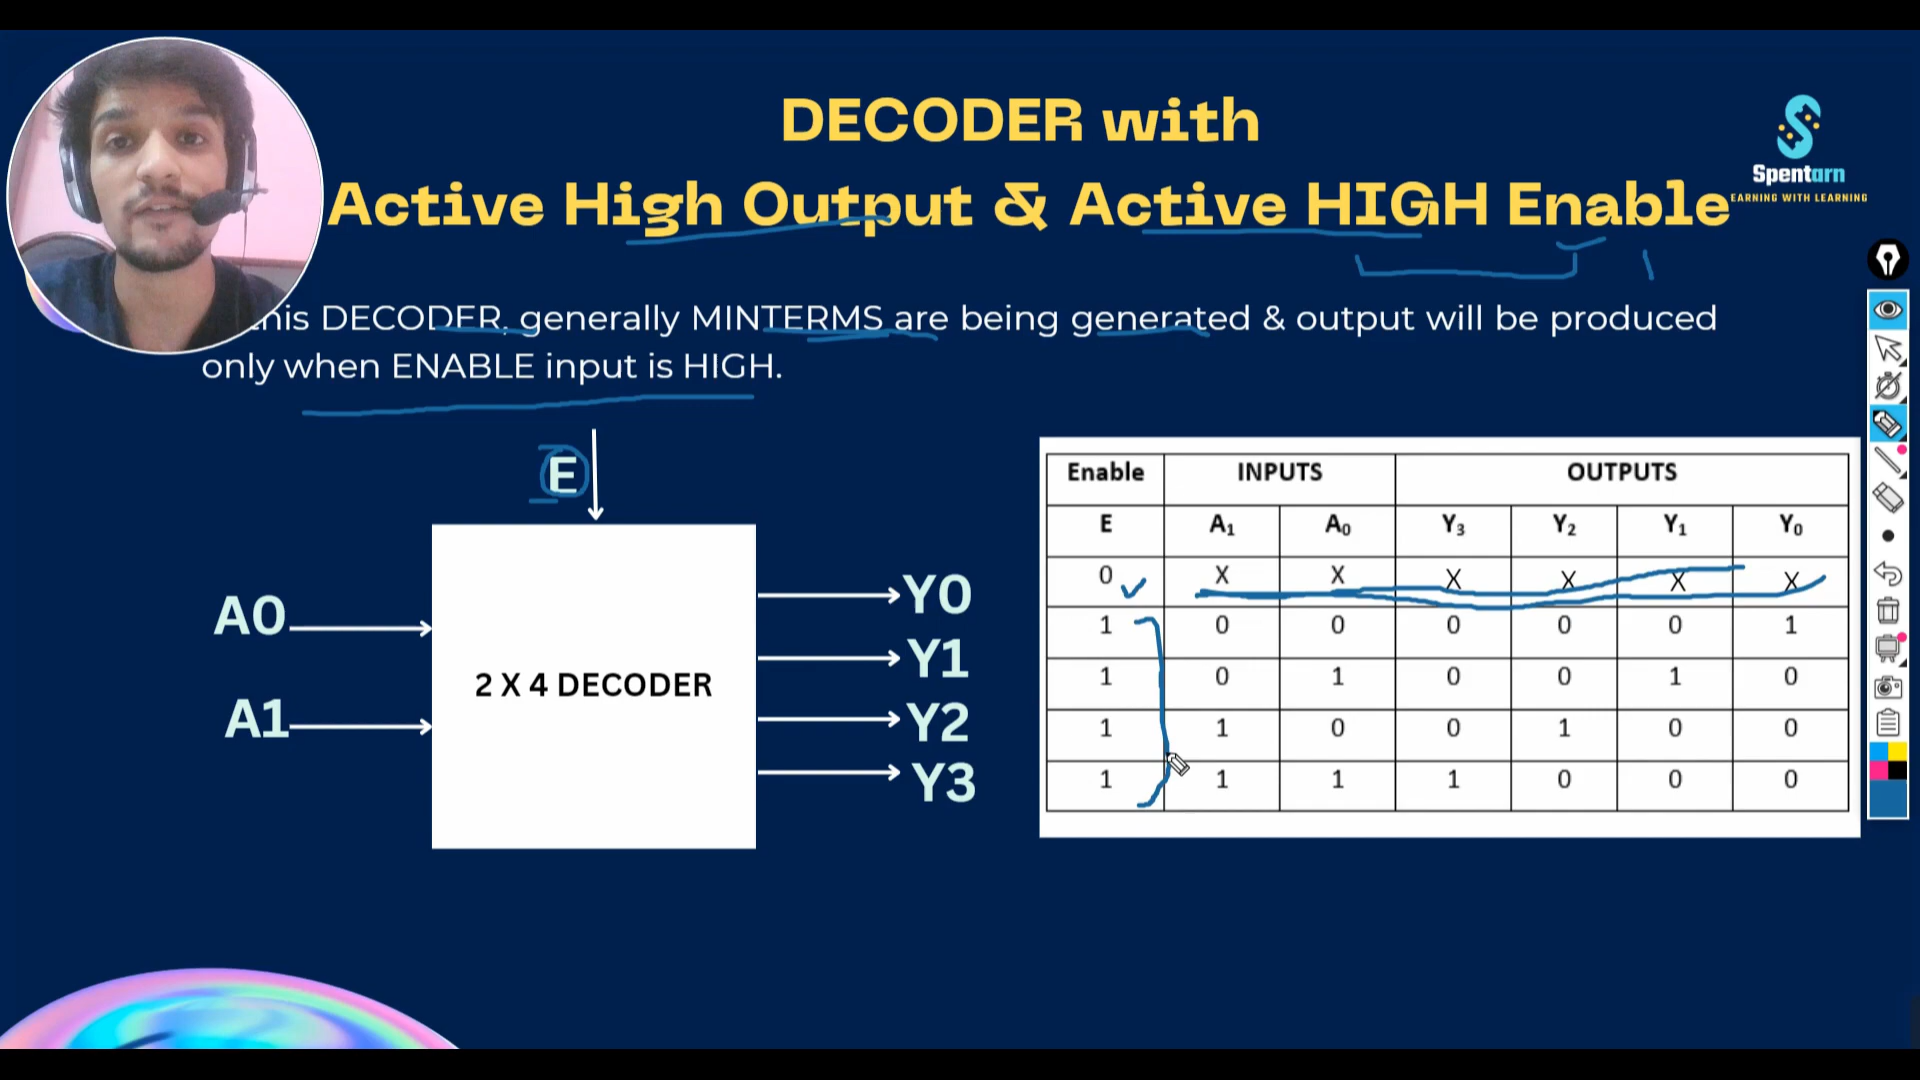 DECODER with
Active High Output & Active HIGH Enable
Spentarn
EARNING WITH LEARNING
this DECODER, generally MINTERMS are being generated & output will be produced
only when ENABLE input is HIGH.
E
A0
A1
2 X 4 DECODER
Y0
Y1
Y2
Y3
Enable INPUTS OUTPUTS
E A₁ A₀ Y₃ Y₂ Y₁ Y₀
0 X X X X X X
1 0 0 0 0 0 1
1 0 1 0 0 1 0
1 1 0 0 1 0 0
1 1 1 1 0 0 0